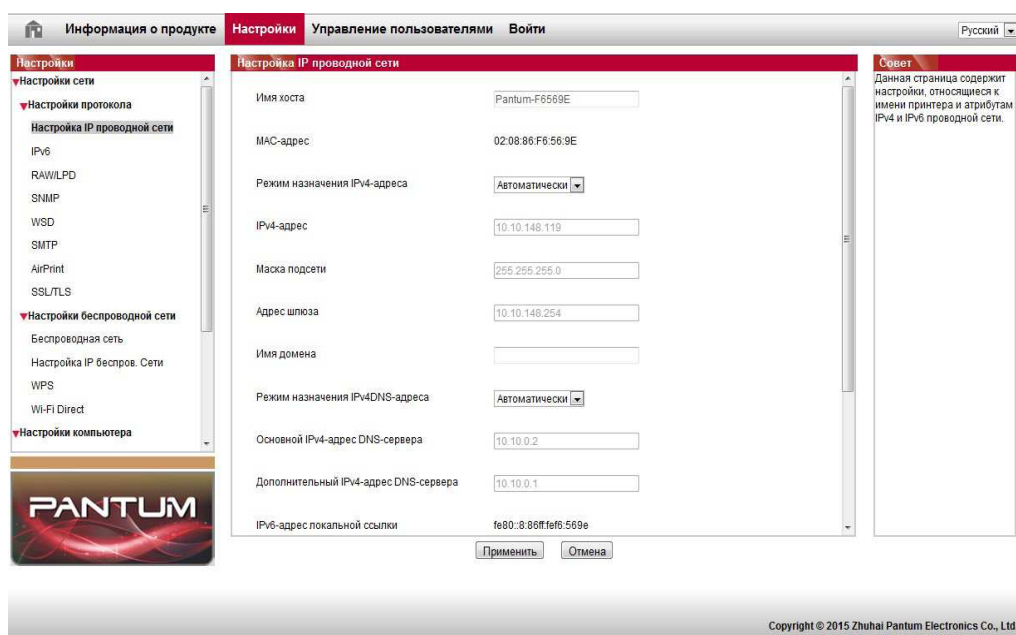 Информация о продукте Настройки Управление пользователями Войти Русский
Настройки
Настройки сети
Настройки протокола
Настройка IP проводной сети
IPv6
RAW/LPD
SNMP
WSD
SMTP
AirPrint
SSL/TLS
Настройки беспроводной сети
Беспроводная сеть
Настройка IP беспров. Сети
WPS
Wi-Fi Direct
Настройки компьютера
PANTUM
Настройка IP проводной сети
Имя хоста Pantum-F6569E
MAC-адрес 02:08:86:F6:56:9E
Режим назначения IPv4-адреса Автоматически
IPv4-адрес 10.10.148.119
Маска подсети 255.255.255.0
Адрес шлюза 10.10.148.254
Имя домена
Режим назначения IPv4DNS-адреса Автоматически
Основной IPv4-адрес DNS-сервера 10.10.0.2
Дополнительный IPv4-адрес DNS-сервера 10.10.0.1
IPv6-адрес локальной ссылки fe80::8:86ff:fef6:569e
Применить Отмена
Совет
Данная страница содержит
настройки, относящиеся к
имени принтера и атрибутам
IPv4 и IPv6 проводной сети.
Copyright © 2015 Zhuhai Pantum Electronics Co., Ltd